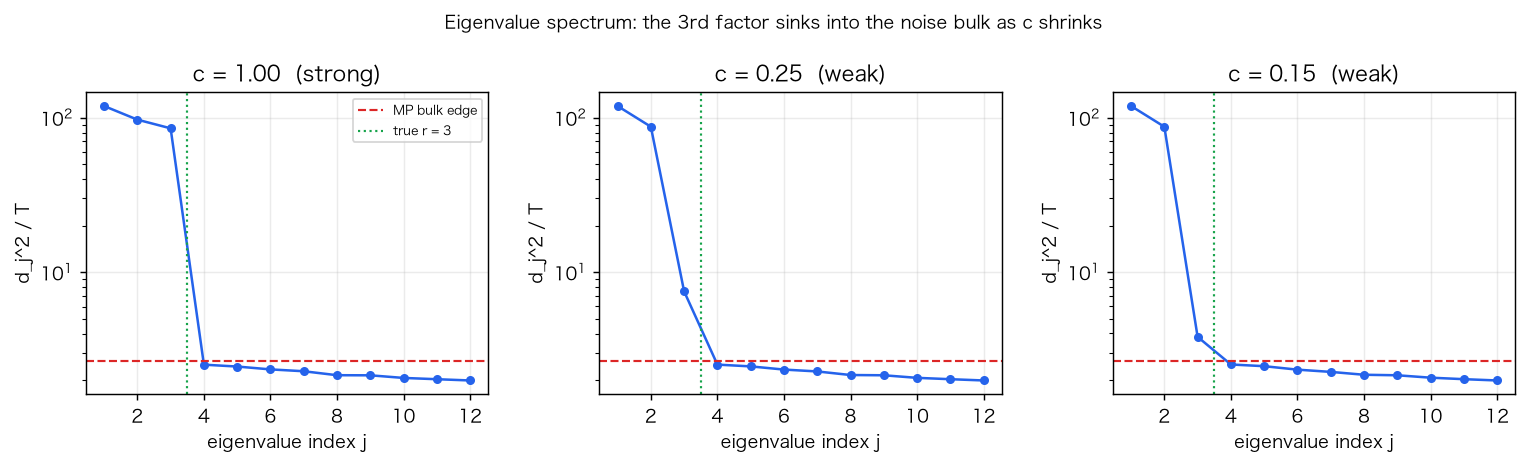 Eigenvalue spectrum: the 3rd factor sinks into the noise bulk as c shrinks
c = 1.00 (strong)
MP bulk edge
true r = 3
d_j^2 / T
10^2
10^1
2 4 6 8 10 12
eigenvalue index j
c = 0.25 (weak)
d_j^2 / T
10^2
10^1
2 4 6 8 10 12
eigenvalue index j
c = 0.15 (weak)
d_j^2 / T
10^2
10^1
2 4 6 8 10 12
eigenvalue index j